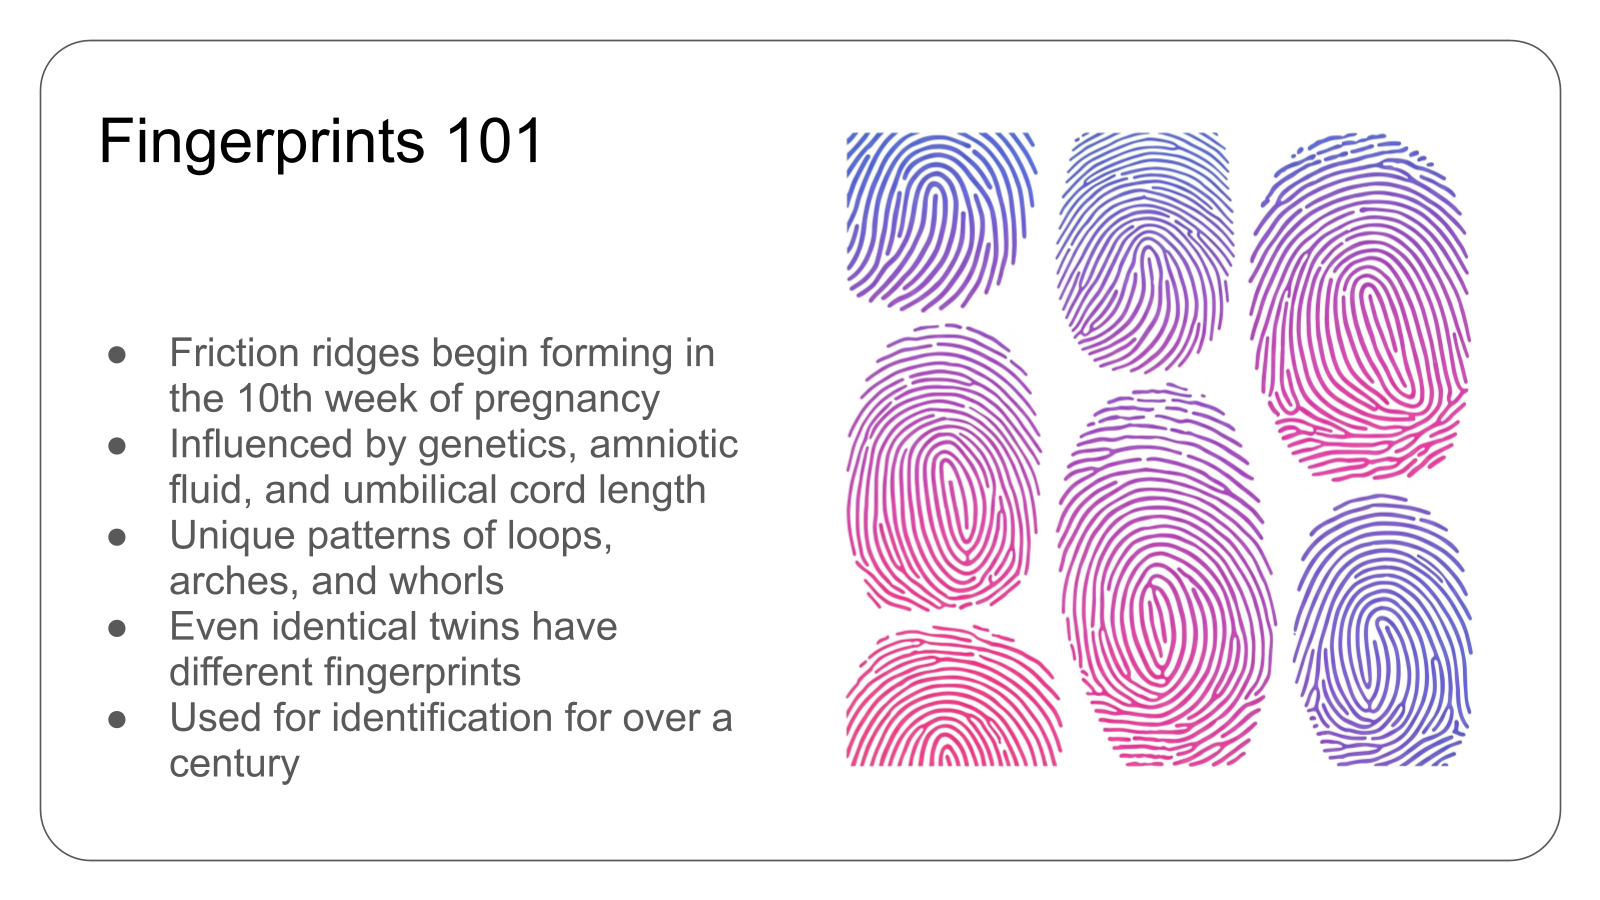 Fingerprints 101
● Friction ridges begin forming in
the 10th week of pregnancy
● Influenced by genetics, amniotic
fluid, and umbilical cord length
● Unique patterns of loops,
arches, and whorls
● Even identical twins have
different fingerprints
● Used for identification for over a
century